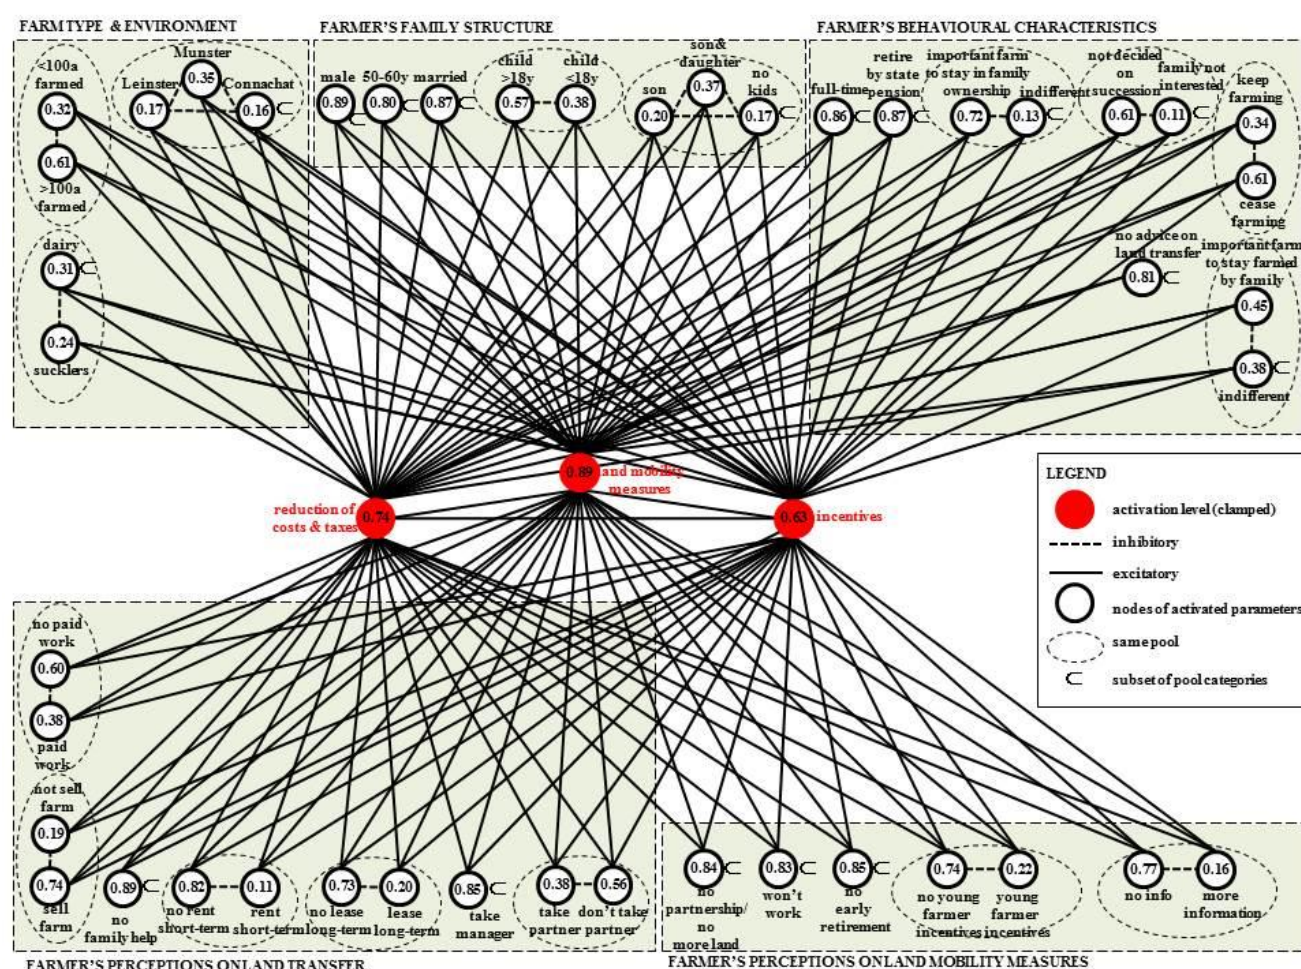 FARM TYPE & ENVIRONMENT
FARMER'S FAMILY STRUCTURE
FARMER'S BEHAVIOURAL CHARACTERISTICS
<100a
farmed
0.32
0.61
>100a
farmed
Munster
0.35
Leinster
0.17
Connachat
0.16
dairy
0.31
0.24
sucklers
male
0.89
50-60y
0.80
married
0.87
child
>18y
0.57
child
<18y
0.38
son
0.20
son&
daughter
0.37
no
kids
0.17
full-time
0.86
retire
by state
pension
0.87
important farm
to stay in family
ownership
0.72
indifferent
0.13
not decided
on
succession
0.61
family not
interested
0.11
keep
farming
0.34
0.61
cease
farming
no advice on
land transfer
0.81
important farm
to stay farmed
by family
0.45
0.38
indifferent
0.89
land mobility
measures
reduction of
costs & taxes
0.74
0.63
incentives
LEGEND
activation level (clamped)
inhibitory
excitatory
nodes of activated parameters
same pool
subset of pool categories
no paid
work
0.60
0.38
paid
work
not sell
farm
0.19
0.74
sell
farm
0.89
no
family help
0.82
no rent
short-term
0.11
rent
short-term
0.73
no lease
long-term
0.20
lease
long-term
0.85
take
manager
0.38
take
partner
0.56
don't take
partner
0.84
no
partnership/
no
more land
0.83
won't
work
0.85
no
early
retirement
0.74
no young
farmer
incentives
0.22
young
farmer
incentives
0.77
no info
0.16
more
information
FARMER'S PERCEPTIONS ON LAND TRANSFER
FARMER'S PERCEPTIONS ON LAND MOBILITY MEASURES